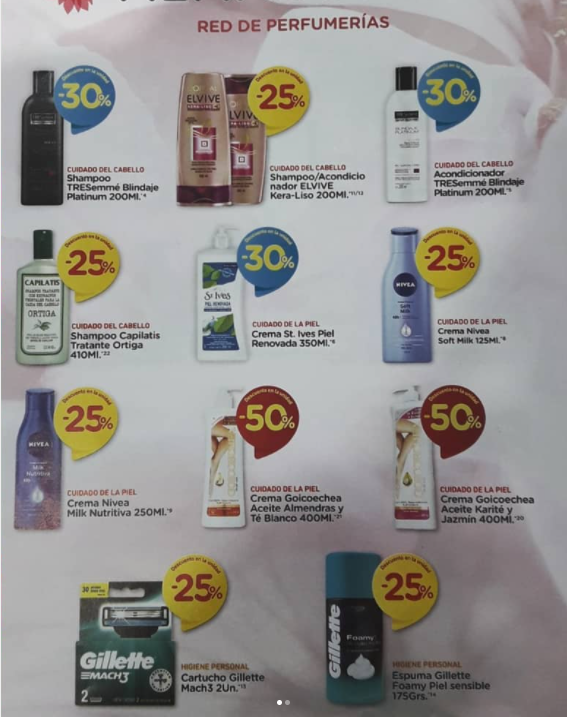 RED DE PERFUMERÍAS
Descuento en la unidad
-30%
CUIDADO DEL CABELLO
Shampoo
TRESemmé Blindaje
Platinum 200Ml.*4
ELVIVE
Descuento en la unidad
-25%
CUIDADO DEL CABELLO
Shampoo/Acondicio
nador ELVIVE
Kera-Liso 200Ml.*11/12
Descuento en la unidad
-30%
CUIDADO DEL CABELLO
Acondicionador
TRESemmé Blindaje
Platinum 200Ml.*5
CAPILATIS
ORTIGA
Descuento en la unidad
-25%
CUIDADO DEL CABELLO
Shampoo Capilatis
Tratante Ortiga
410Ml.*22
St Ives
Descuento en la unidad
-30%
CUIDADO DE LA PIEL
Crema St. Ives Piel
Renovada 350Ml.*6
NIVEA
Descuento en la unidad
-25%
CUIDADO DE LA PIEL
Crema Nivea
Soft Milk 125Ml.*8
NIVEA
Descuento en la unidad
-25%
CUIDADO DE LA PIEL
Crema Nivea
Milk Nutritiva 250Ml.*9
Descuento en la unidad
-50%
CUIDADO DE LA PIEL
Crema Goicoechea
Aceite Almendras y
Té Blanco 400Ml.*21
Descuento en la unidad
-50%
CUIDADO DE LA PIEL
Crema Goicoechea
Aceite Karité y
Jazmin 400Ml.*20
Gillette
MACH3
2
Descuento en la unidad
-25%
HIGIENE PERSONAL
Cartucho Gillette
Mach3 2Un.*13
Gillette
Foamy
Descuento en la unidad
-25%
HIGIENE PERSONAL
Espuma Gillette
Foamy Piel sensible
175Grs.*14